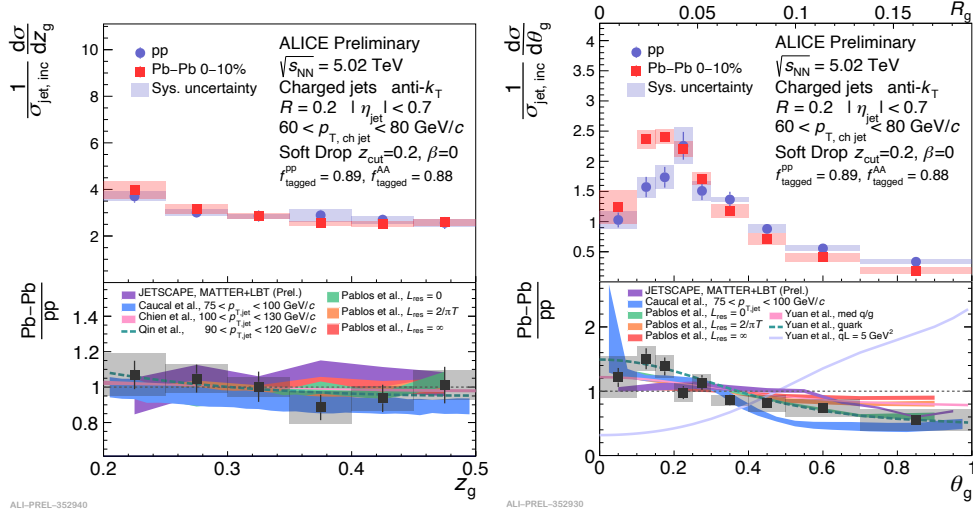 1/σjet, inc dσ/dzg
10
8
6
4
2
ALICE Preliminary
√sNN = 5.02 TeV
Charged jets anti-kT
R = 0.2 | ηjet | < 0.7
60 < pT, ch jet < 80 GeV/c
Soft Drop zcut=0.2, β=0
fpp tagged = 0.89, fAA tagged = 0.88
pp
Pb−Pb 0−10%
Sys. uncertainty
Pb−Pb/pp
1.4
1.2
1
0.8
JETSCAPE, MATTER+LBT (Prel.)
Caucal et al., 75 < pT,jet < 100 GeV/c
Chien et al., 100 < pT,jet < 130 GeV/c
Qin et al., 90 < pT,jet < 120 GeV/c
Pablos et al., Lres = 0
Pablos et al., Lres = 2/πT
Pablos et al., Lres = ∞
0.2 0.3 0.4 0.5
zg
ALI−PREL−352940
0 0.05 0.1 0.15 Rg
1/σjet, inc dσ/dθg
4
3.5
3
2.5
2
1.5
1
0.5
pp
Pb−Pb 0−10%
Sys. uncertainty
ALICE Preliminary
√sNN = 5.02 TeV
Charged jets anti-kT
R = 0.2 | ηjet | < 0.7
60 < pT, ch jet < 80 GeV/c
Soft Drop zcut=0.2, β=0
fpp tagged = 0.89, fAA tagged = 0.88
Pb−Pb/pp
2
1
0
JETSCAPE, MATTER+LBT (Prel.)
Caucal et al., 75 < pT,jet < 100 GeV/c
Pablos et al., Lres = 0
Pablos et al., Lres = 2/πT
Pablos et al., Lres = ∞
Yuan et al., med q/g
Yuan et al., quark
Yuan et al., qL = 5 GeV²
0 0.2 0.4 0.6 0.8 1
θg
ALI−PREL−352930